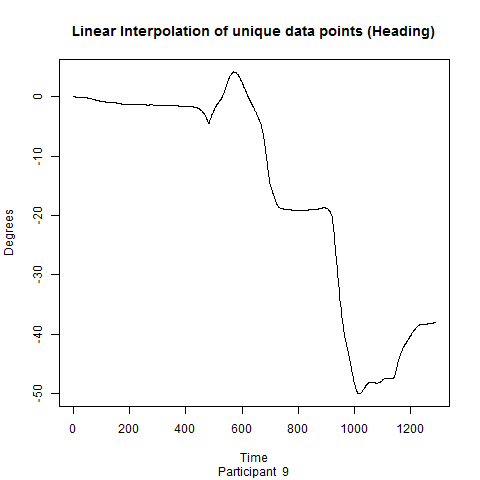 Linear Interpolation of unique data points (Heading)
Degrees
0
-10
-20
-30
-40
-50
0 200 400 600 800 1000 1200
Time
Participant 9